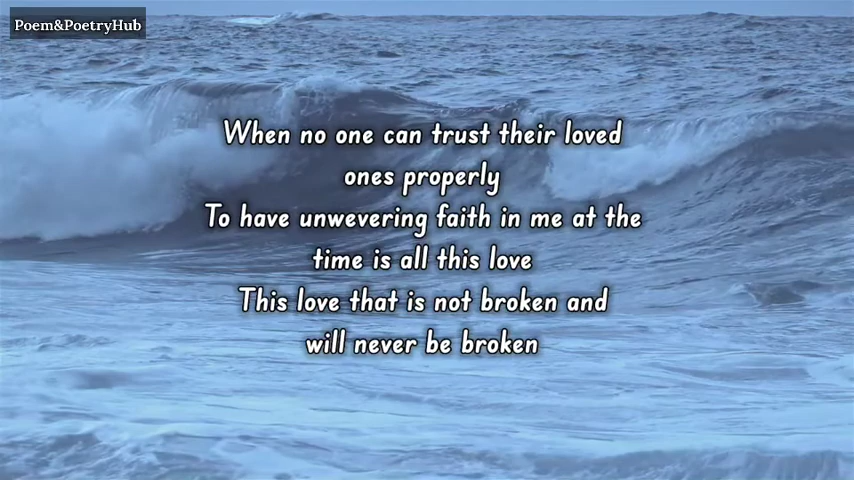 Poem&PoetryHub
When no one can trust their loved
ones properly
To have unwevering faith in me at the
time is all this love
This love that is not broken and
will never be broken